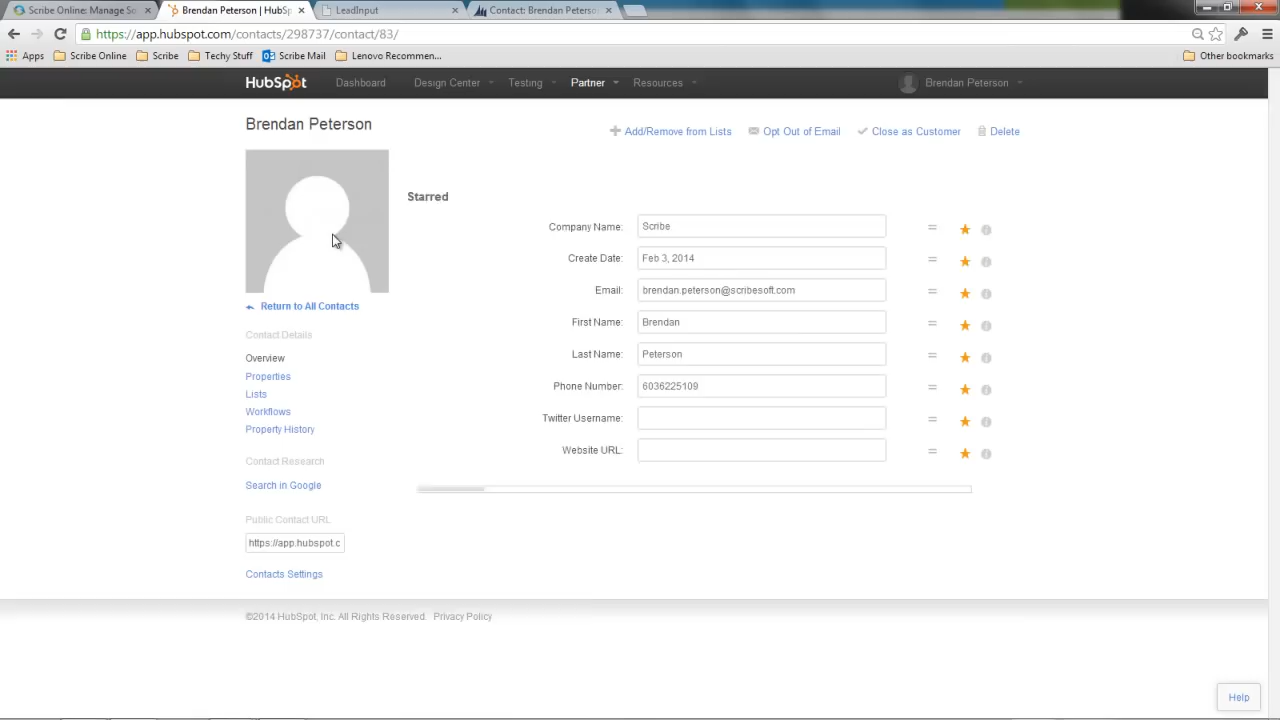 Scribe Online: Manage So
Brendan Peterson | HubSp
LeadInput
Contact: Brendan Peterso
https://app.hubspot.com/contacts/298737/contact/83/
Apps
Scribe Online
Scribe
Techy Stuff
Scribe Mail
Lenovo Recommen...
Other bookmarks
HubSpot
Dashboard
Design Center
Testing
Partner
Resources
Brendan Peterson
Brendan Peterson
Add/Remove from Lists
Opt Out of Email
Close as Customer
Delete
Return to All Contacts
Contact Details
Overview
Properties
Lists
Workflows
Property History
Contact Research
Search in Google
Public Contact URL
https://app.hubspot.c
Contacts Settings
Starred
Company Name: Scribe
Create Date: Feb 3, 2014
Email: brendan.peterson@scribesoft.com
First Name: Brendan
Last Name: Peterson
Phone Number: 6036225109
Twitter Username:
Website URL:
©2014 HubSpot, Inc. All Rights Reserved. Privacy Policy
Help